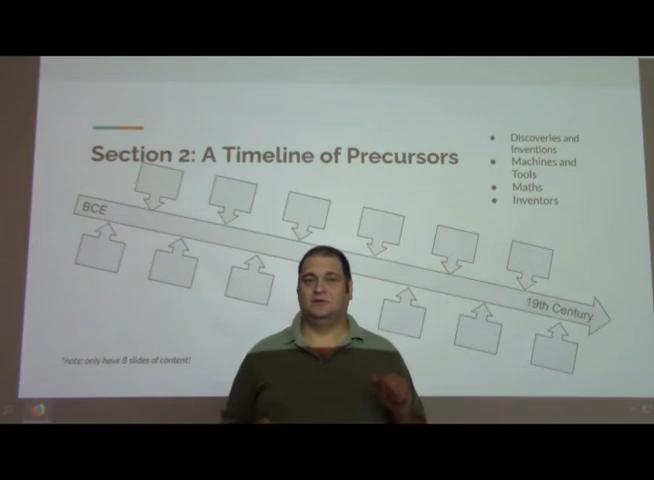 Section 2: A Timeline of Precursors
• Discoveries and
Inventions
• Machines and
Tools
• Maths
• Inventors
BCE
19th Century
*note: only have 8 slides of content!